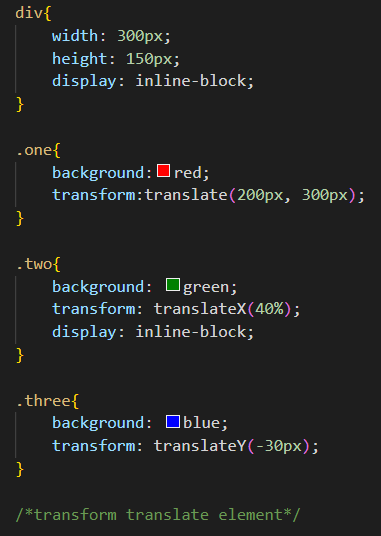 div{
    width: 300px;
    height: 150px;
    display: inline-block;
}

.one{
    background: red;
    transform:translate(200px, 300px);
}

.two{
    background: green;
    transform: translateX(40%);
    display: inline-block;
}

.three{
    background: blue;
    transform: translateY(-30px);
}

/*transform translate element*/